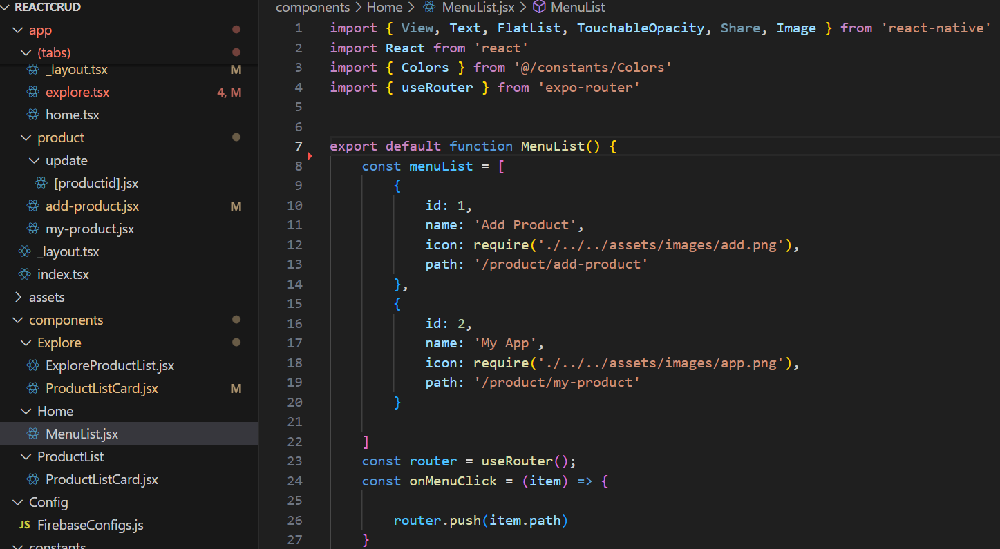 REACTCRUD
app
(tabs)
_layout.tsx M
explore.tsx 4, M
home.tsx
product
update
[productid].jsx
add-product.jsx M
my-product.jsx
_layout.tsx
index.tsx
assets
components
Explore
ExploreProductList.jsx
ProductListCard.jsx M
Home
MenuList.jsx
ProductList
ProductListCard.jsx
Config
JS FirebaseConfigs.js
constants
components > Home > MenuList.jsx > MenuList
1 import { View, Text, FlatList, TouchableOpacity, Share, Image } from 'react-native'
2 import React from 'react'
3 import { Colors } from '@/constants/Colors'
4 import { useRouter } from 'expo-router'
5
6
7 export default function MenuList() {
8 const menuList = [
9 {
10 id: 1,
11 name: 'Add Product',
12 icon: require('./../../assets/images/add.png'),
13 path: '/product/add-product'
14 },
15 {
16 id: 2,
17 name: 'My App',
18 icon: require('./../../assets/images/app.png'),
19 path: '/product/my-product'
20 }
21
22 ]
23 const router = useRouter();
24 const onMenuClick = (item) => {
25
26 router.push(item.path)
27 }